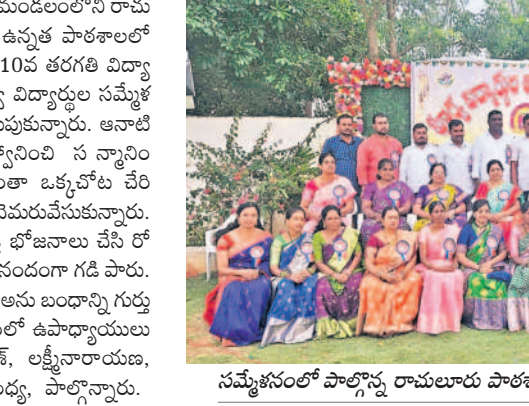 మండలంలోని రాచు
ఉన్నత పాఠశాలలో
10వ తరగతి విద్యా
విద్యార్థుల సమ్మేళ
పుకున్నారు. ఆనాటి
హ్వానించి స న్మానిం
తా ఒక్కచోట చేరి
నెమరువేసుకున్నారు.
భోజనాలు చేసి రో
నందంగా గడి పారు.
అను బంధాన్ని గుర్తు
లో ఉపాధ్యాయులు
శ్, లక్ష్మీనారాయణ,
ధ్య, పాల్గొన్నారు.
సమ్మేళనంలో పాల్గొన్న రాచులూరు పాఠశా